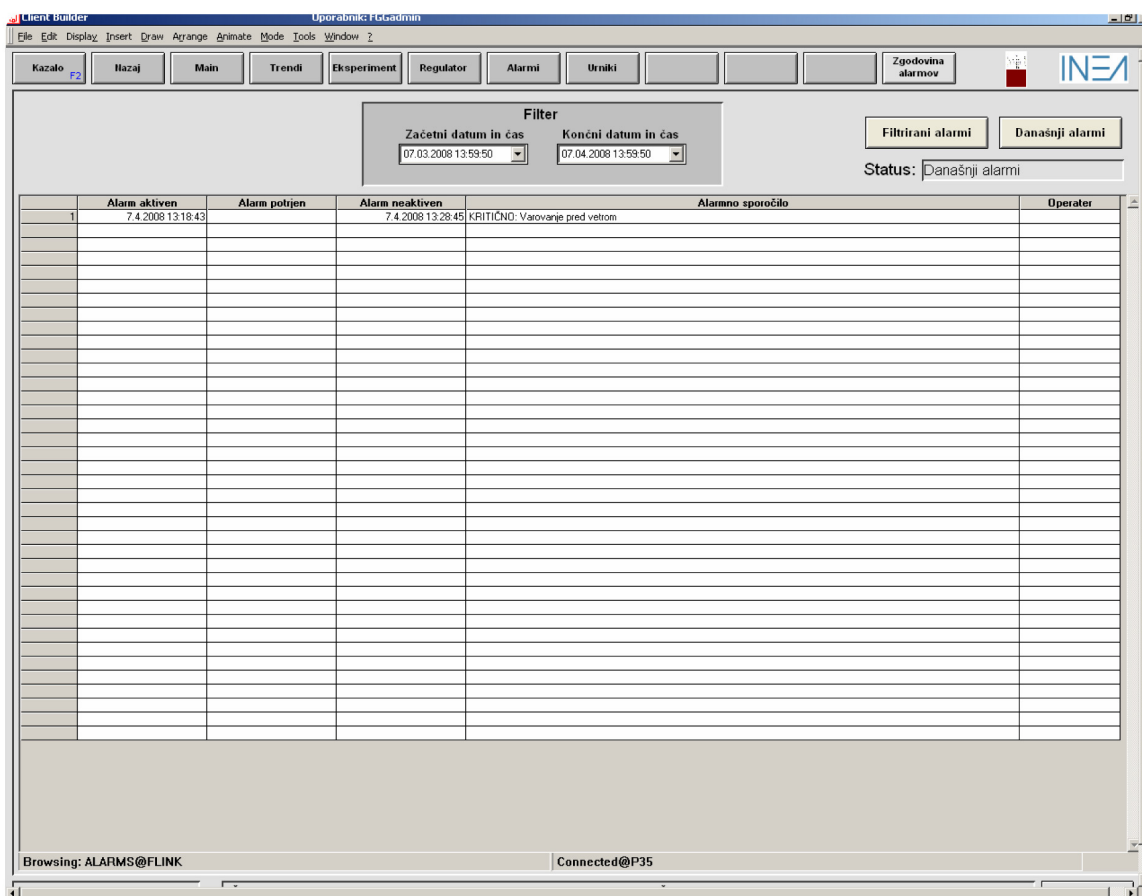 Client Builder Uporabnik: FGGadmin
File Edit Display Insert Draw Arrange Animate Mode Tools Window ?
Kazalo F2 Nazaj Main Trendi Eksperiment Regulator Alarmi Urniki Zgodovina alarmov INEA
Filter
Začetni datum in čas Končni datum in čas
07.03.2008 13:59:50 07.04.2008 13:59:50
Filtrirani alarmi Današnji alarmi
Status: Današnji alarmi
Alarm aktiven Alarm potrjen Alarm neaktiven Alarmno sporočilo Operater
1 7.4.2008 13:18:43 7.4.2008 13:28:45 KRITIČNO: Varovanje pred vetrom
Browsing: ALARMS@FLINK Connected@P35